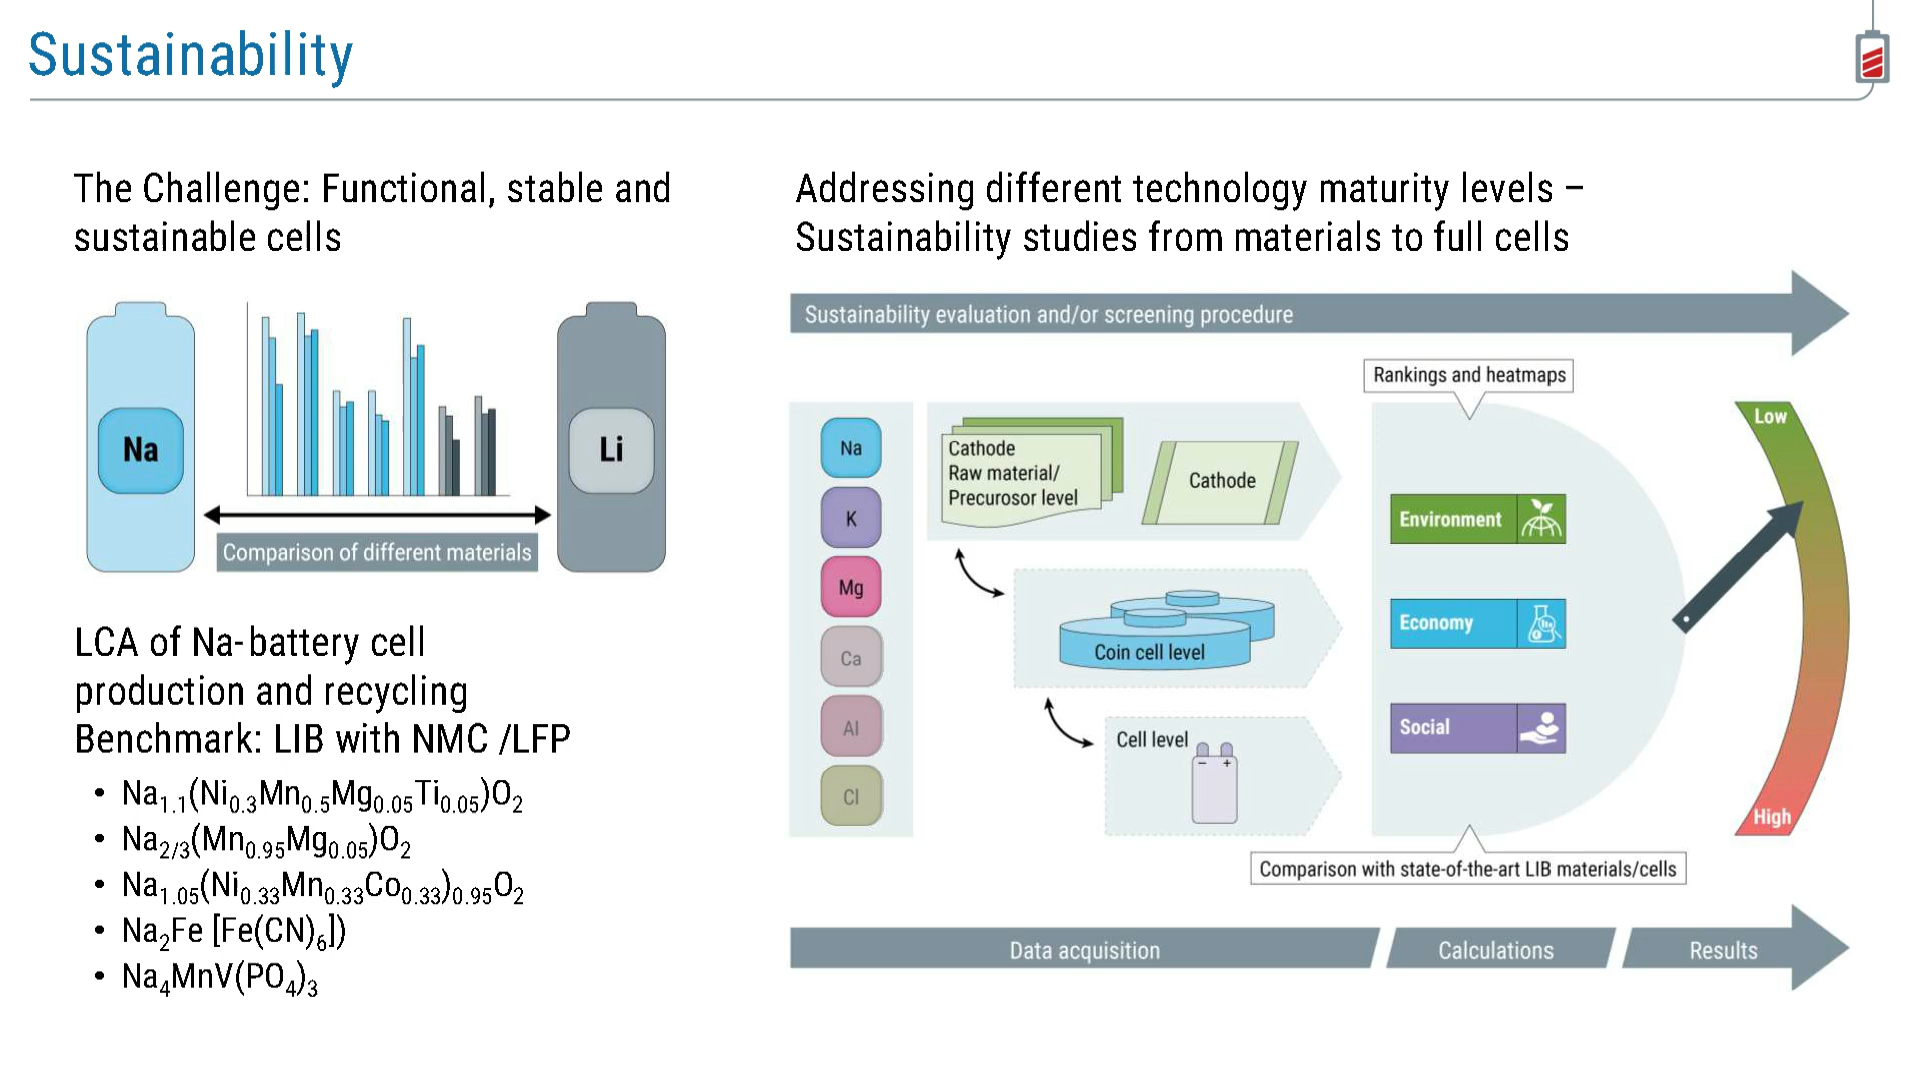 Sustainability
The Challenge: Functional, stable and
sustainable cells
Na
Li
Comparison of different materials
LCA of Na-battery cell
production and recycling
Benchmark: LIB with NMC /LFP
• Na₁.₁(Ni₀.₃Mn₀.₅Mg₀.₀₅Ti₀.₀₅)O₂
• Na₂/₃(Mn₀.₉₅Mg₀.₀₅)O₂
• Na₁.₀₅(Ni₀.₃₃Mn₀.₃₃Co₀.₃₃)₀.₉₅O₂
• Na₂Fe [Fe(CN)₆])
• Na₄MnV(PO₄)₃
Addressing different technology maturity levels –
Sustainability studies from materials to full cells
Sustainability evaluation and/or screening procedure
Na
K
Mg
Ca
Al
Cl
Cathode
Raw material/
Precurosor level
Cathode
Coin cell level
Cell level
− +
Rankings and heatmaps
Environment
Economy
Social
Comparison with state-of-the-art LIB materials/cells
Low
High
Data acquisition
Calculations
Results